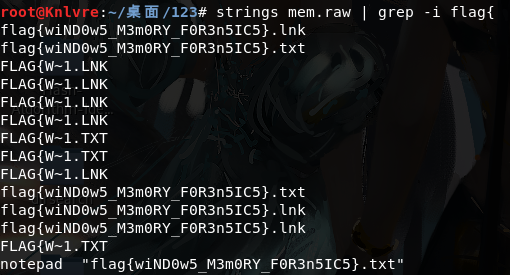 root@Knlvre:~/桌面/123# strings mem.raw | grep -i flag{
flag{wiND0w5_M3m0RY_F0R3n5IC5}.lnk
flag{wiND0w5_M3m0RY_F0R3n5IC5}.txt
FLAG{W~1.LNK
FLAG{W~1.LNK
FLAG{W~1.LNK
FLAG{W~1.LNK
FLAG{W~1.TXT
FLAG{W~1.TXT
FLAG{W~1.LNK
flag{wiND0w5_M3m0RY_F0R3n5IC5}.txt
flag{wiND0w5_M3m0RY_F0R3n5IC5}.lnk
flag{wiND0w5_M3m0RY_F0R3n5IC5}.lnk
FLAG{W~1.TXT
notepad  "flag{wiND0w5_M3m0RY_F0R3n5IC5}.txt"